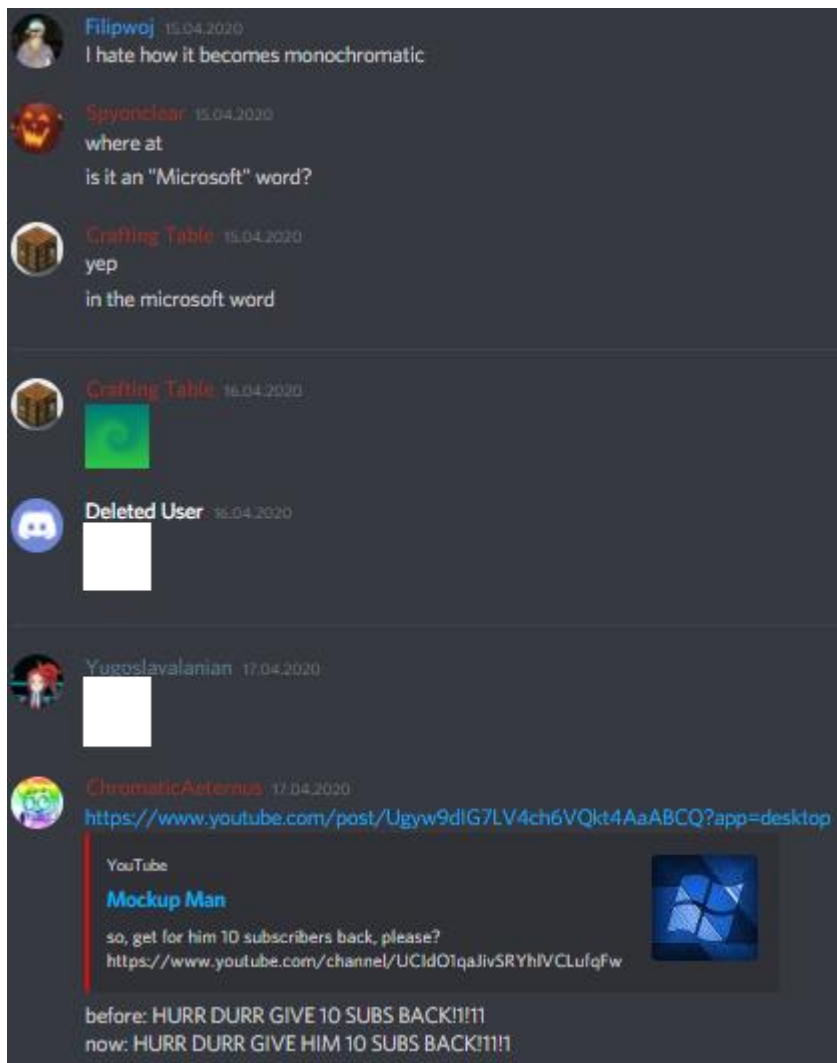 Filipwoj 15.04.2020
I hate how it becomes monochromatic
Spyonclear 15.04.2020
where at
is it an "Microsoft" word?
Crafting Table 15.04.2020
yep
in the microsoft word
Crafting Table 16.04.2020
Deleted User 16.04.2020
Yugoslavalanian 17.04.2020
ChromaticAeternus 17.04.2020
https://www.youtube.com/post/Ugyw9dlG7LV4ch6VQkt4AaABCQ?app=desktop
YouTube
Mockup Man
so, get for him 10 subscribers back, please?
https://www.youtube.com/channel/UCldO1qaJivSRYhlVCLufqFw
before: HURR DURR GIVE 10 SUBS BACK!1!11
now: HURR DURR GIVE HIM 10 SUBS BACK!11!1